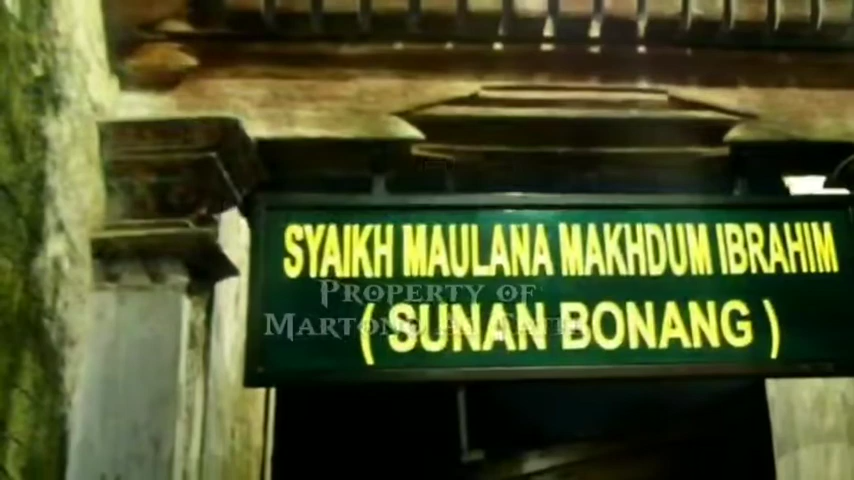 SYAIKH MAULANA MAKHDUM IBRAHIM
(SUNAN BONANG)
PROPERTY OF